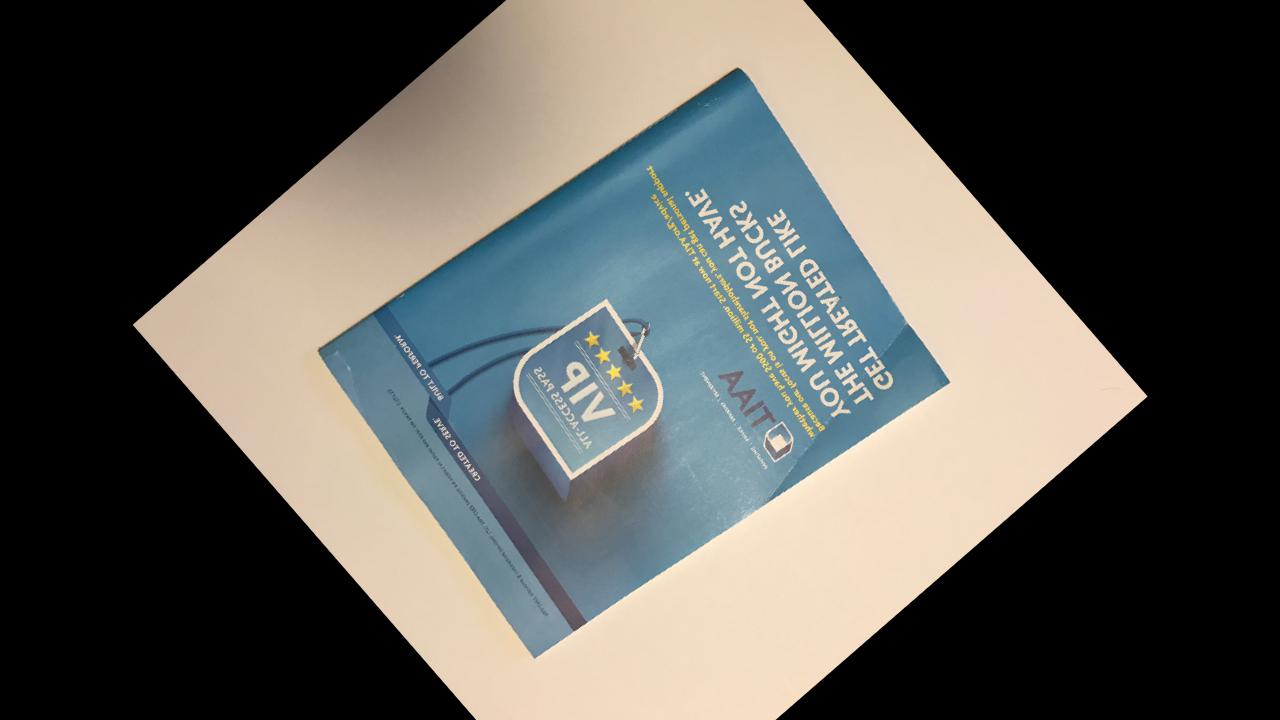 GET TREATED LIKE
THE MILLION BUCKS
YOU MIGHT NOT HAVE.
Because our focus is on you, not shareholders, you can get personal support
whether you have $500 or $5 million. Start now at TIAA.org/advice
TIAA
VIP
ALL-ACCESS PASS
BUILT TO PERFORM.
CREATED TO SERVE.